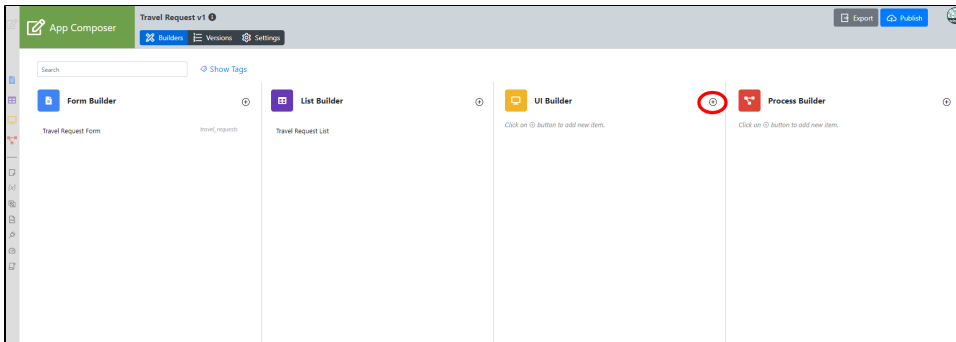 Travel Request v1
App Composer
Builders Versions Settings
Export Publish
Search
Show Tags
Form Builder
List Builder
UI Builder
Process Builder
Travel Request Form travel_requests
Travel Request List
Click on ⊕ button to add new item.
Click on ⊕ button to add new item.
{x}